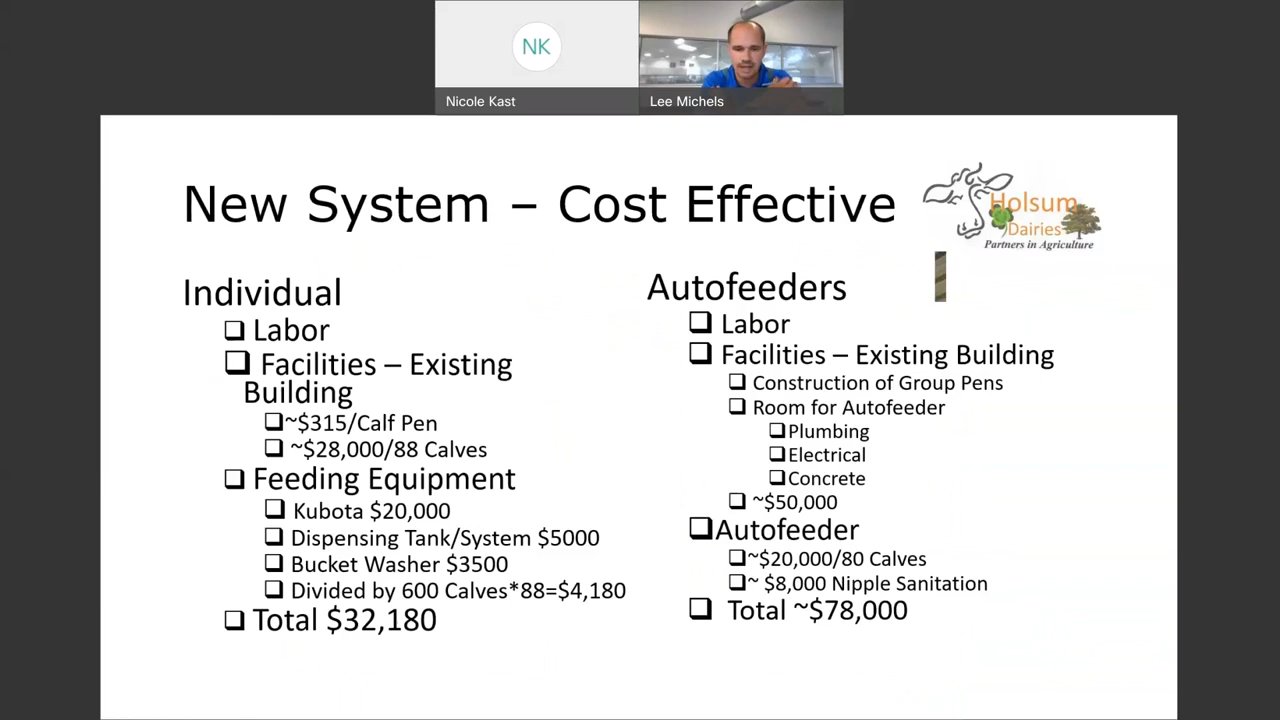 NK
Nicole Kast
Lee Michels
New System – Cost Effective
Holsum
Dairies
Partners in Agriculture
Individual
Labor
Facilities – Existing
Building
~$315/Calf Pen
~$28,000/88 Calves
Feeding Equipment
Kubota $20,000
Dispensing Tank/System $5000
Bucket Washer $3500
Divided by 600 Calves*88=$4,180
Total $32,180
Autofeeders
Labor
Facilities – Existing Building
Construction of Group Pens
Room for Autofeeder
Plumbing
Electrical
Concrete
~$50,000
Autofeeder
~$20,000/80 Calves
~ $8,000 Nipple Sanitation
Total ~$78,000